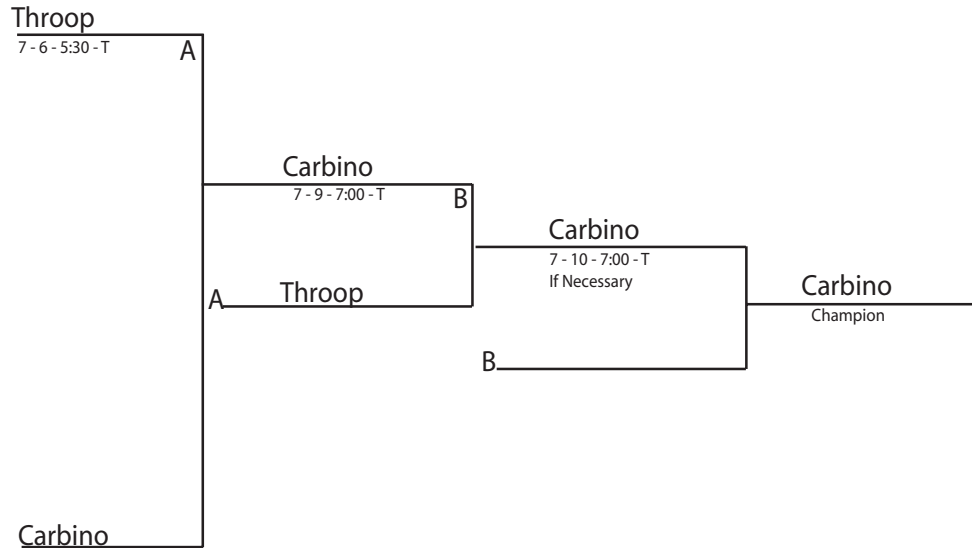 Throop
7 - 6 - 5:30 - T
A
Carbino
7 - 9 - 7:00 - T
B
Carbino
7 - 10 - 7:00 - T
If Necessary
Carbino
Champion
A
Throop
B
Carbino